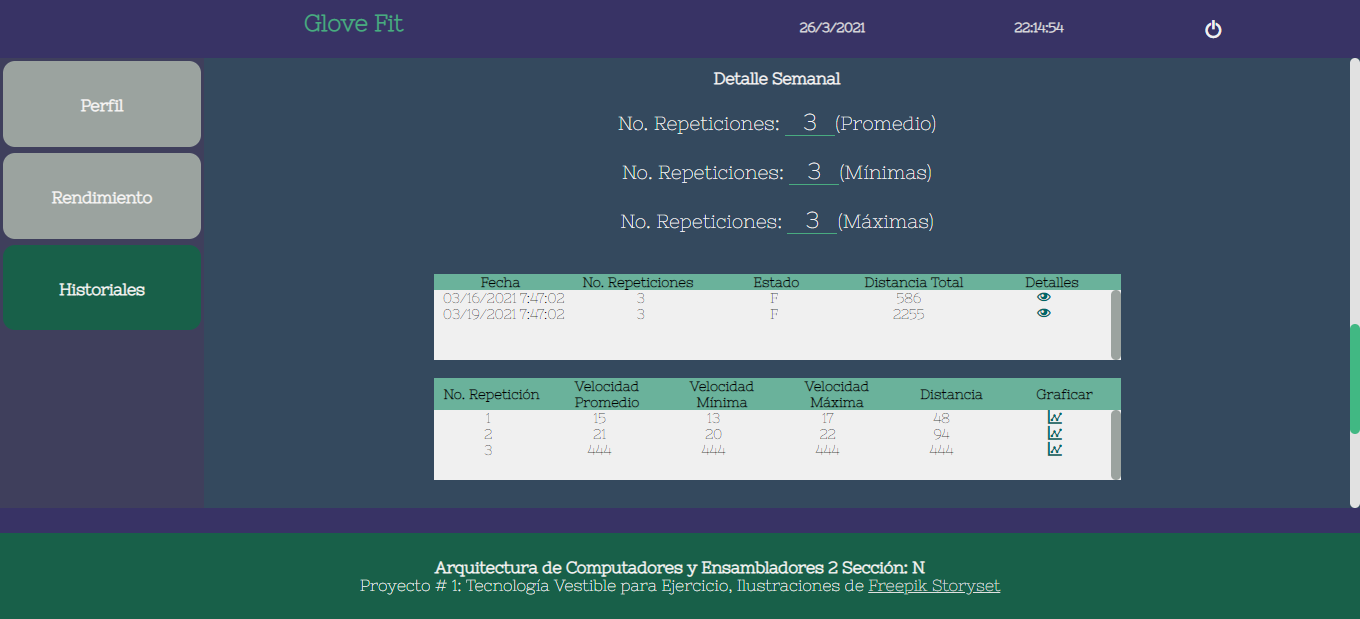 Glove Fit 26/3/2021 22:14:54
Perfil
Rendimiento
Historiales
Detalle Semanal
No. Repeticiones: 3 (Promedio)
No. Repeticiones: 3 (Mínimas)
No. Repeticiones: 3 (Máximas)
Fecha No. Repeticiones Estado Distancia Total Detalles
03/16/2021 7:47:02 3 F 586
03/19/2021 7:47:02 3 F 2255
No. Repetición Velocidad Promedio Velocidad Mínima Velocidad Máxima Distancia Graficar
1 15 13 17 48
2 21 20 22 94
3 444 444 444 444
Arquitectura de Computadores y Ensambladores 2 Sección: N
Proyecto # 1: Tecnología Vestible para Ejercicio, Ilustraciones de Freepik Storyset